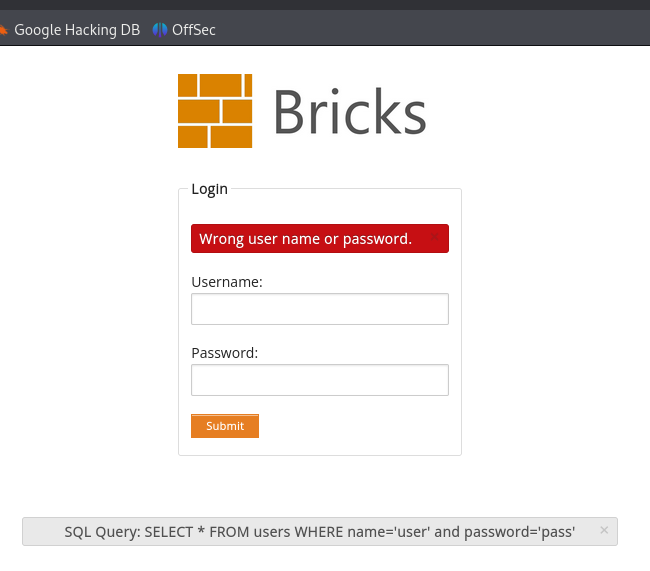 Google Hacking DB OffSec
Bricks
Login
Wrong user name or password.
Username:
Password:
Submit
SQL Query: SELECT * FROM users WHERE name='user' and password='pass' ×